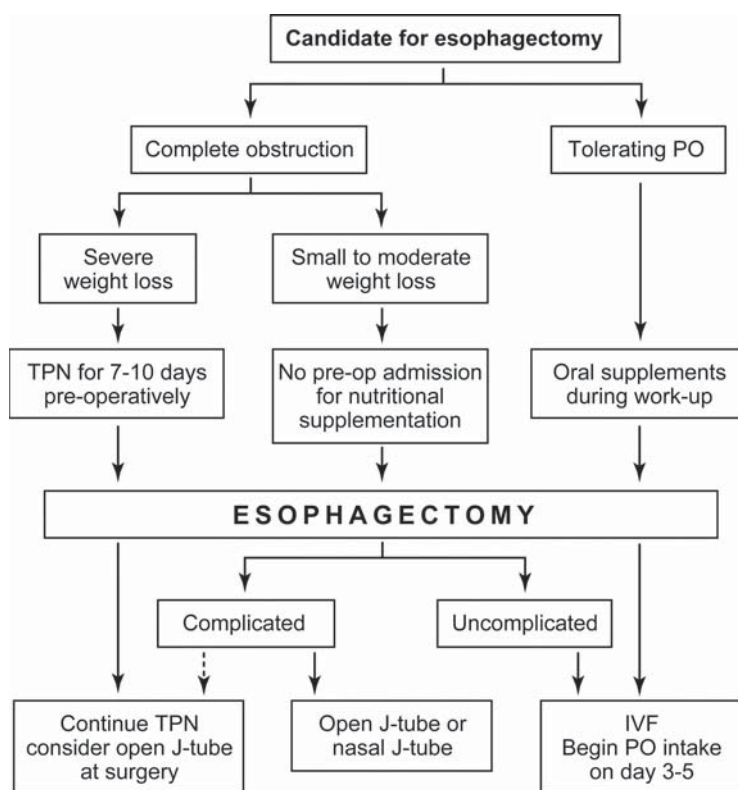 Candidate for esophagectomy
Complete obstruction
Tolerating PO
Severe
weight loss
Small to moderate
weight loss
TPN for 7-10 days
pre-operatively
No pre-op admission
for nutritional
supplementation
Oral supplements
during work-up
ESOPHAGECTOMY
Complicated
Uncomplicated
Continue TPN
consider open J-tube
at surgery
Open J-tube or
nasal J-tube
IVF
Begin PO intake
on day 3-5